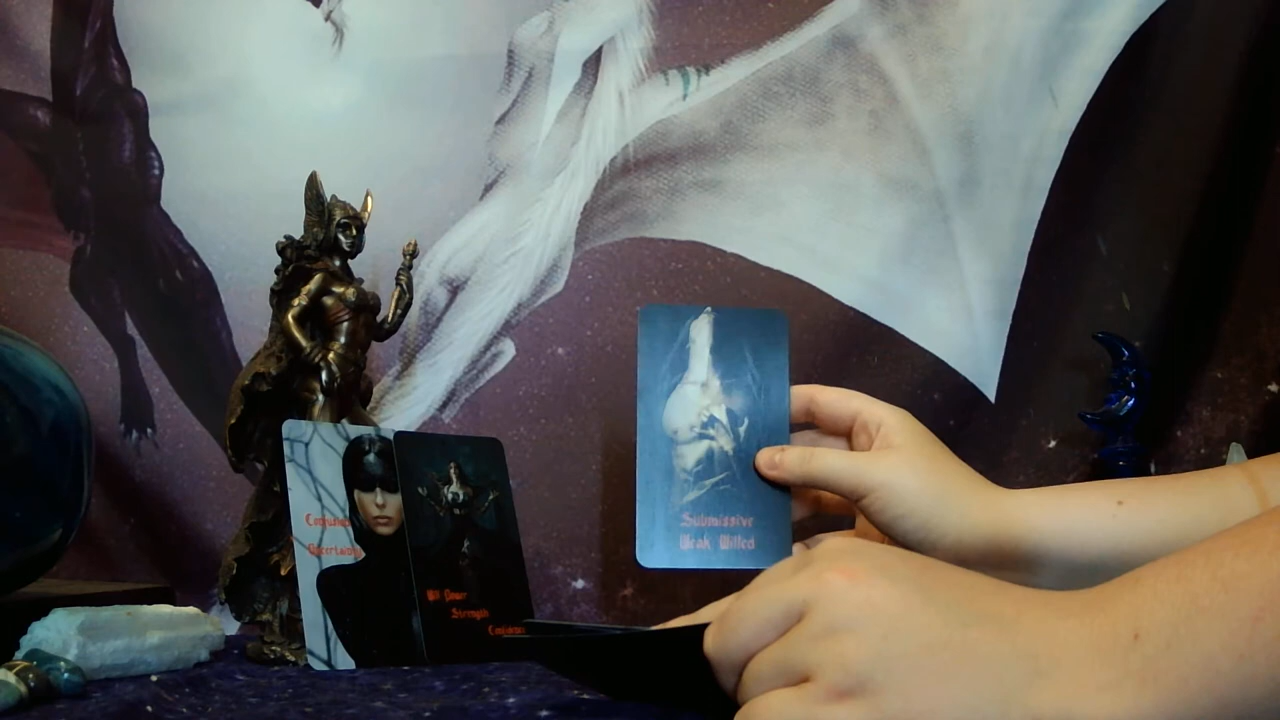 Confusion
Uncertainty
Will Power
Strength
Confidence
Submissive
Weak Willed